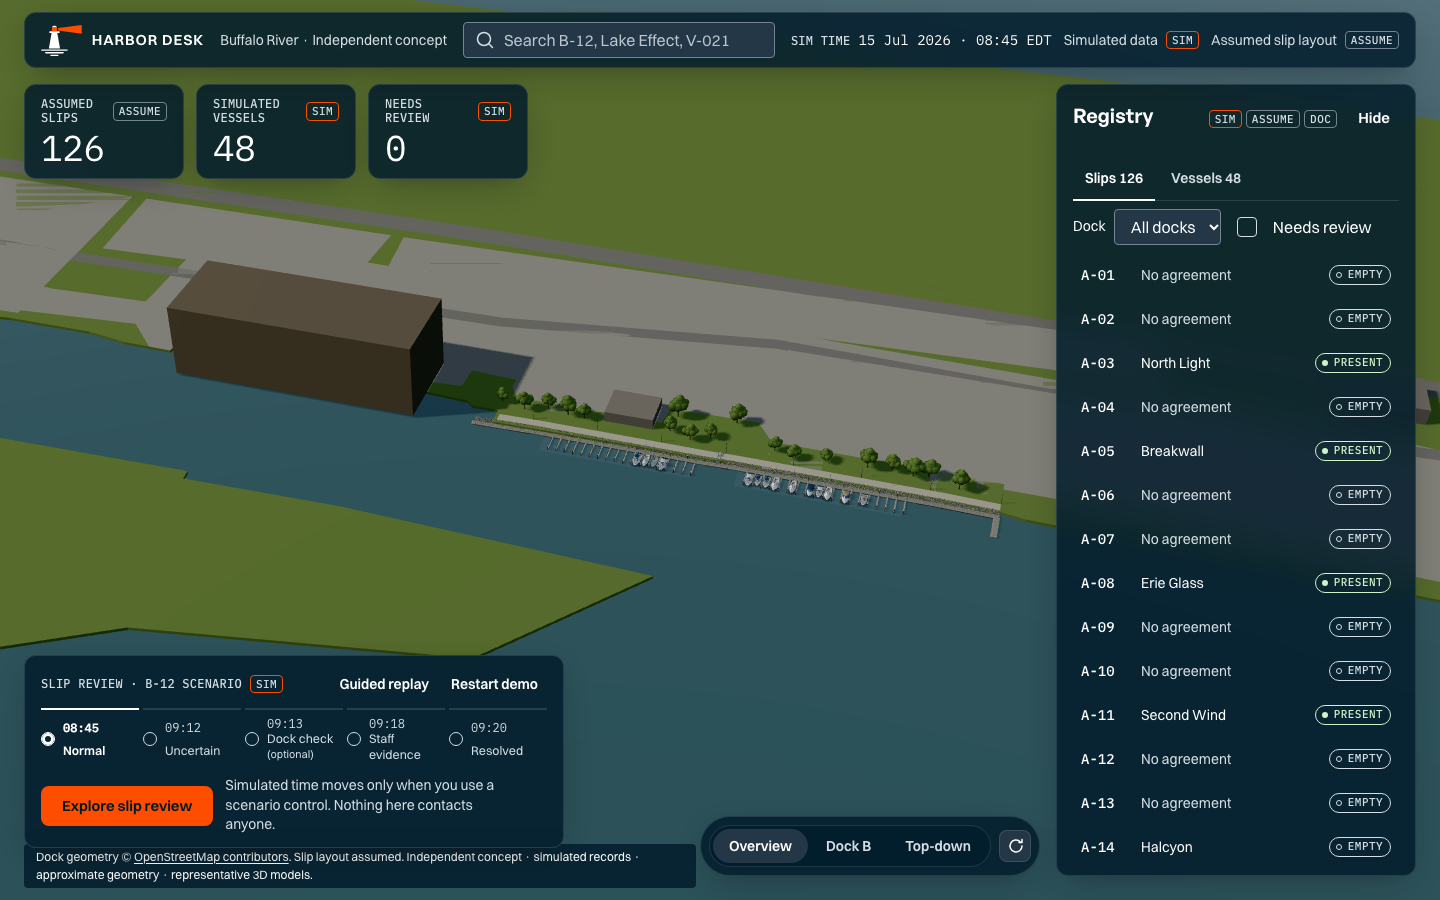 HARBOR DESK
Buffalo River · Independent concept
Search B-12, Lake Effect, V-021
SIM TIME 15 Jul 2026 · 08:45 EDT
Simulated data SIM
Assumed slip layout ASSUME
ASSUMED SLIPS
ASSUME
126
SIMULATED VESSELS
SIM
48
NEEDS REVIEW
SIM
0
Registry
SIM ASSUME DOC
Hide
Slips 126
Vessels 48
Dock All docks
Needs review
A-01 No agreement EMPTY
A-02 No agreement EMPTY
A-03 North Light PRESENT
A-04 No agreement EMPTY
A-05 Breakwall PRESENT
A-06 No agreement EMPTY
A-07 No agreement EMPTY
A-08 Erie Glass PRESENT
A-09 No agreement EMPTY
A-10 No agreement EMPTY
A-11 Second Wind PRESENT
A-12 No agreement EMPTY
A-13 No agreement EMPTY
A-14 Halcyon EMPTY
SLIP REVIEW · B-12 SCENARIO SIM
Guided replay
Restart demo
08:45
Normal
09:12
Uncertain
09:13
Dock check
(optional)
09:18
Staff
evidence
09:20
Resolved
Explore slip review
Simulated time moves only when you use a
scenario control. Nothing here contacts
anyone.
Dock geometry © OpenStreetMap contributors. Slip layout assumed. Independent concept · simulated records ·
approximate geometry · representative 3D models.
Overview
Dock B
Top-down